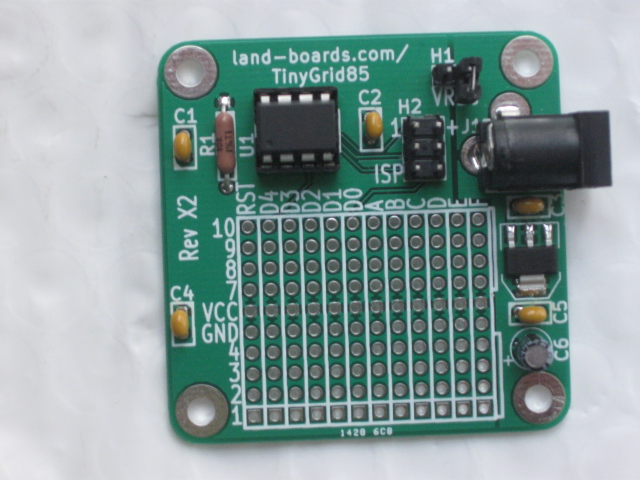 land-boards.com/
TinyGrid85
H1
VR
C1
R1
U1
C2
H2
1
+
ISP
Rev X2
RST D4 D3 D2 D1 D0 A B C D E F
10
9
8
7
VCC
GND
4
3
2
1
C4
C5
+
C6
1420 6C0